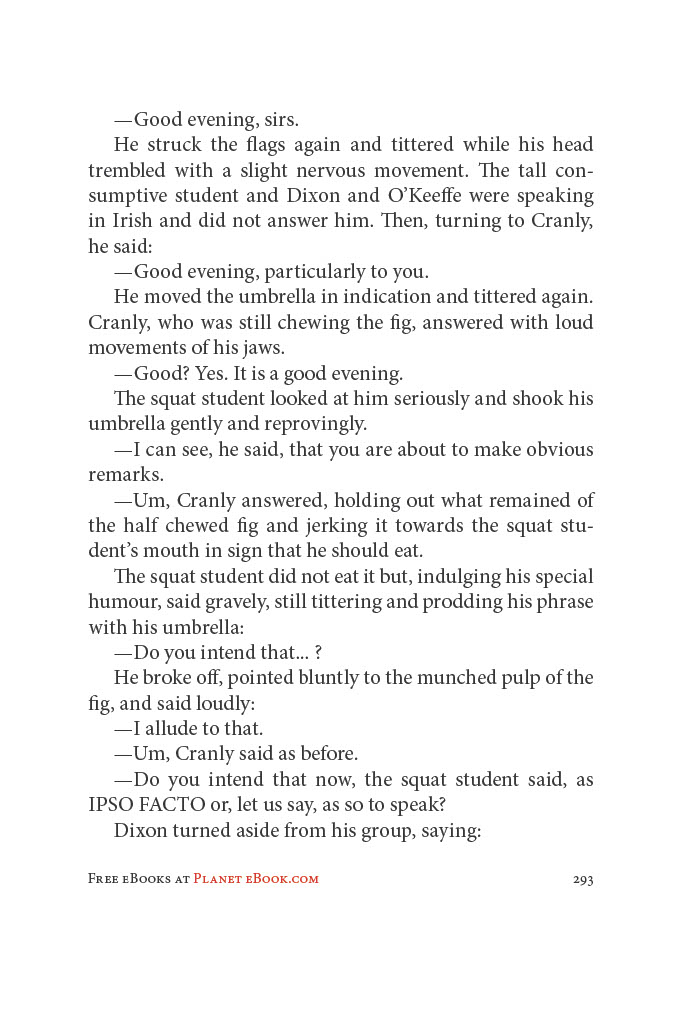 —Good evening, sirs.
He struck the flags again and tittered while his head
trembled with a slight nervous movement. The tall con-
sumptive student and Dixon and O’Keeffe were speaking
in Irish and did not answer him. Then, turning to Cranly,
he said:
—Good evening, particularly to you.
He moved the umbrella in indication and tittered again.
Cranly, who was still chewing the fig, answered with loud
movements of his jaws.
—Good? Yes. It is a good evening.
The squat student looked at him seriously and shook his
umbrella gently and reprovingly.
—I can see, he said, that you are about to make obvious
remarks.
—Um, Cranly answered, holding out what remained of
the half chewed fig and jerking it towards the squat stu-
dent’s mouth in sign that he should eat.
The squat student did not eat it but, indulging his special
humour, said gravely, still tittering and prodding his phrase
with his umbrella:
—Do you intend that... ?
He broke off, pointed bluntly to the munched pulp of the
fig, and said loudly:
—I allude to that.
—Um, Cranly said as before.
—Do you intend that now, the squat student said, as
IPSO FACTO or, let us say, as so to speak?
Dixon turned aside from his group, saying:
Free eBooks at Planet eBook.com 293